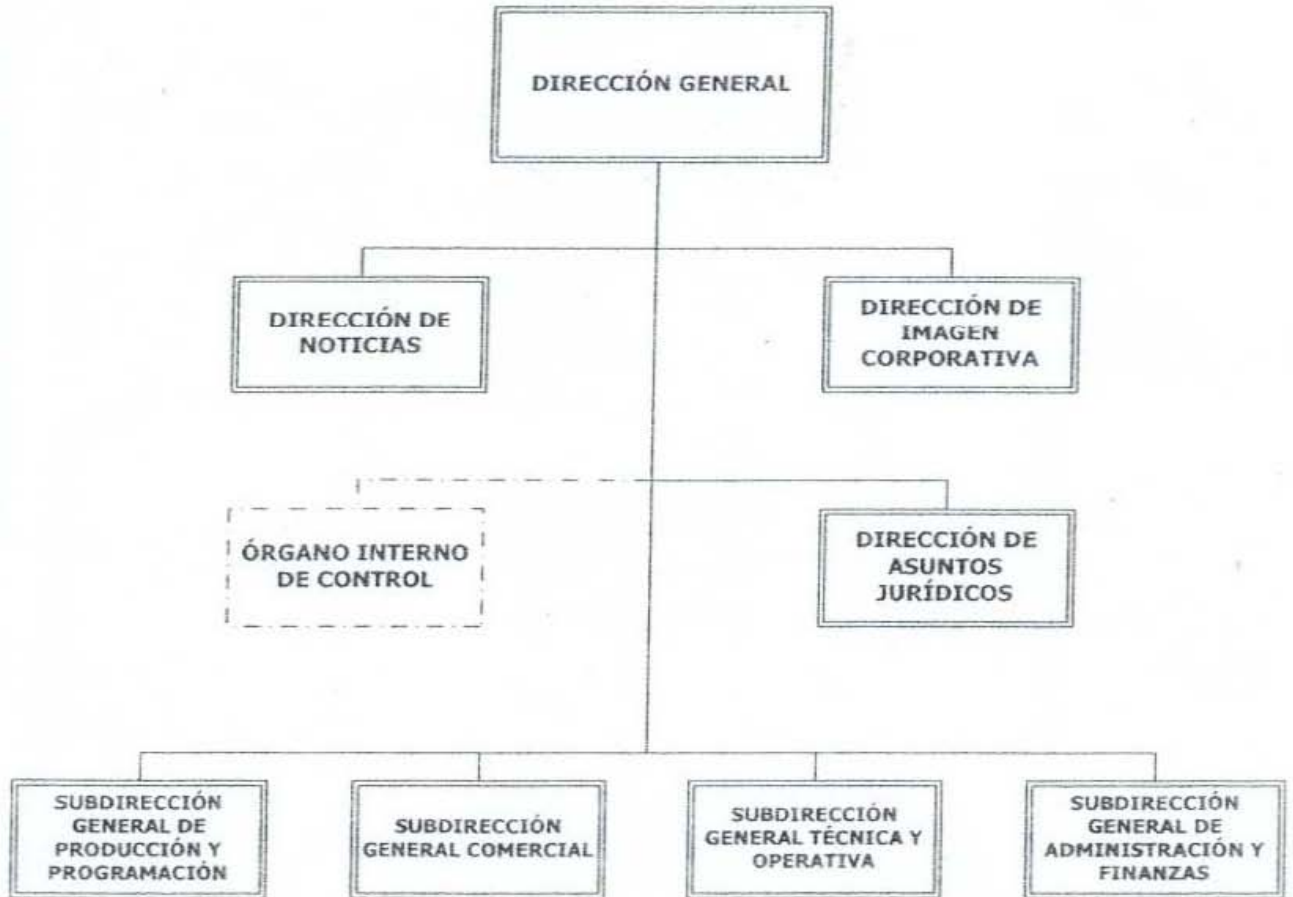 DIRECCIÓN GENERAL
DIRECCIÓN DE
NOTICIAS
DIRECCIÓN DE
IMAGEN
CORPORATIVA
ÓRGANO INTERNO
DE CONTROL
DIRECCIÓN DE
ASUNTOS
JURÍDICOS
SUBDIRECCIÓN
GENERAL DE
PRODUCCIÓN Y
PROGRAMACIÓN
SUBDIRECCIÓN
GENERAL COMERCIAL
SUBDIRECCIÓN
GENERAL TÉCNICA Y
OPERATIVA
SUBDIRECCIÓN
GENERAL DE
ADMINISTRACIÓN Y
FINANZAS